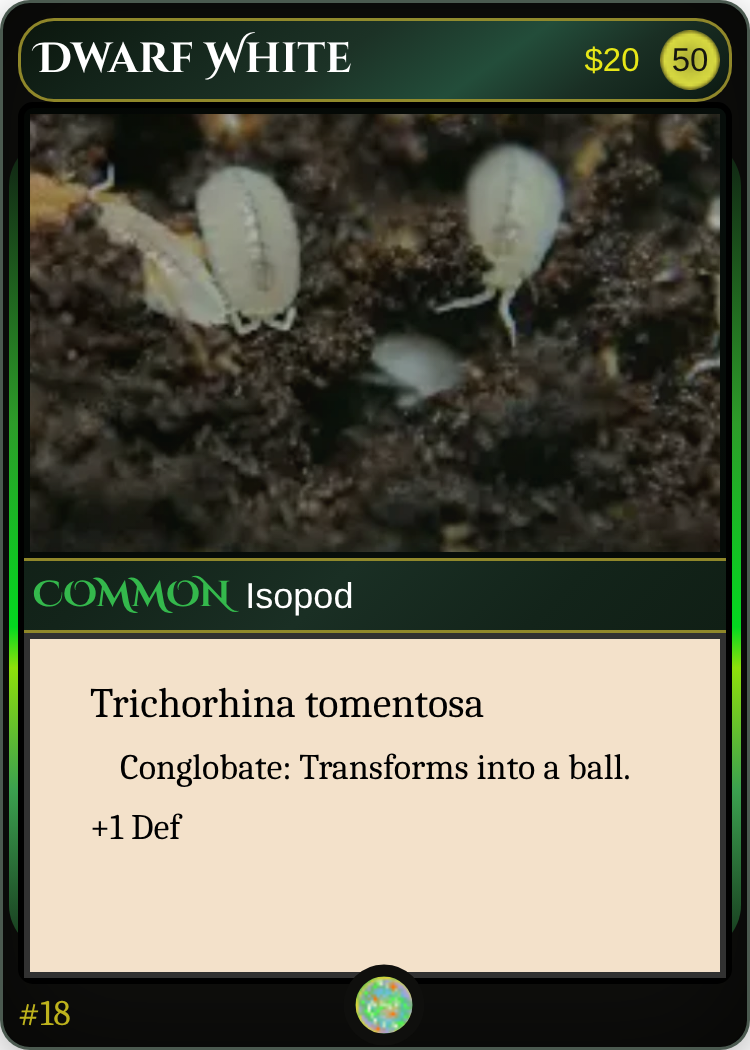 Dwarf White $20 50
Common Isopod
Trichorhina tomentosa
Conglobate: Transforms into a ball.
+1 Def
#18